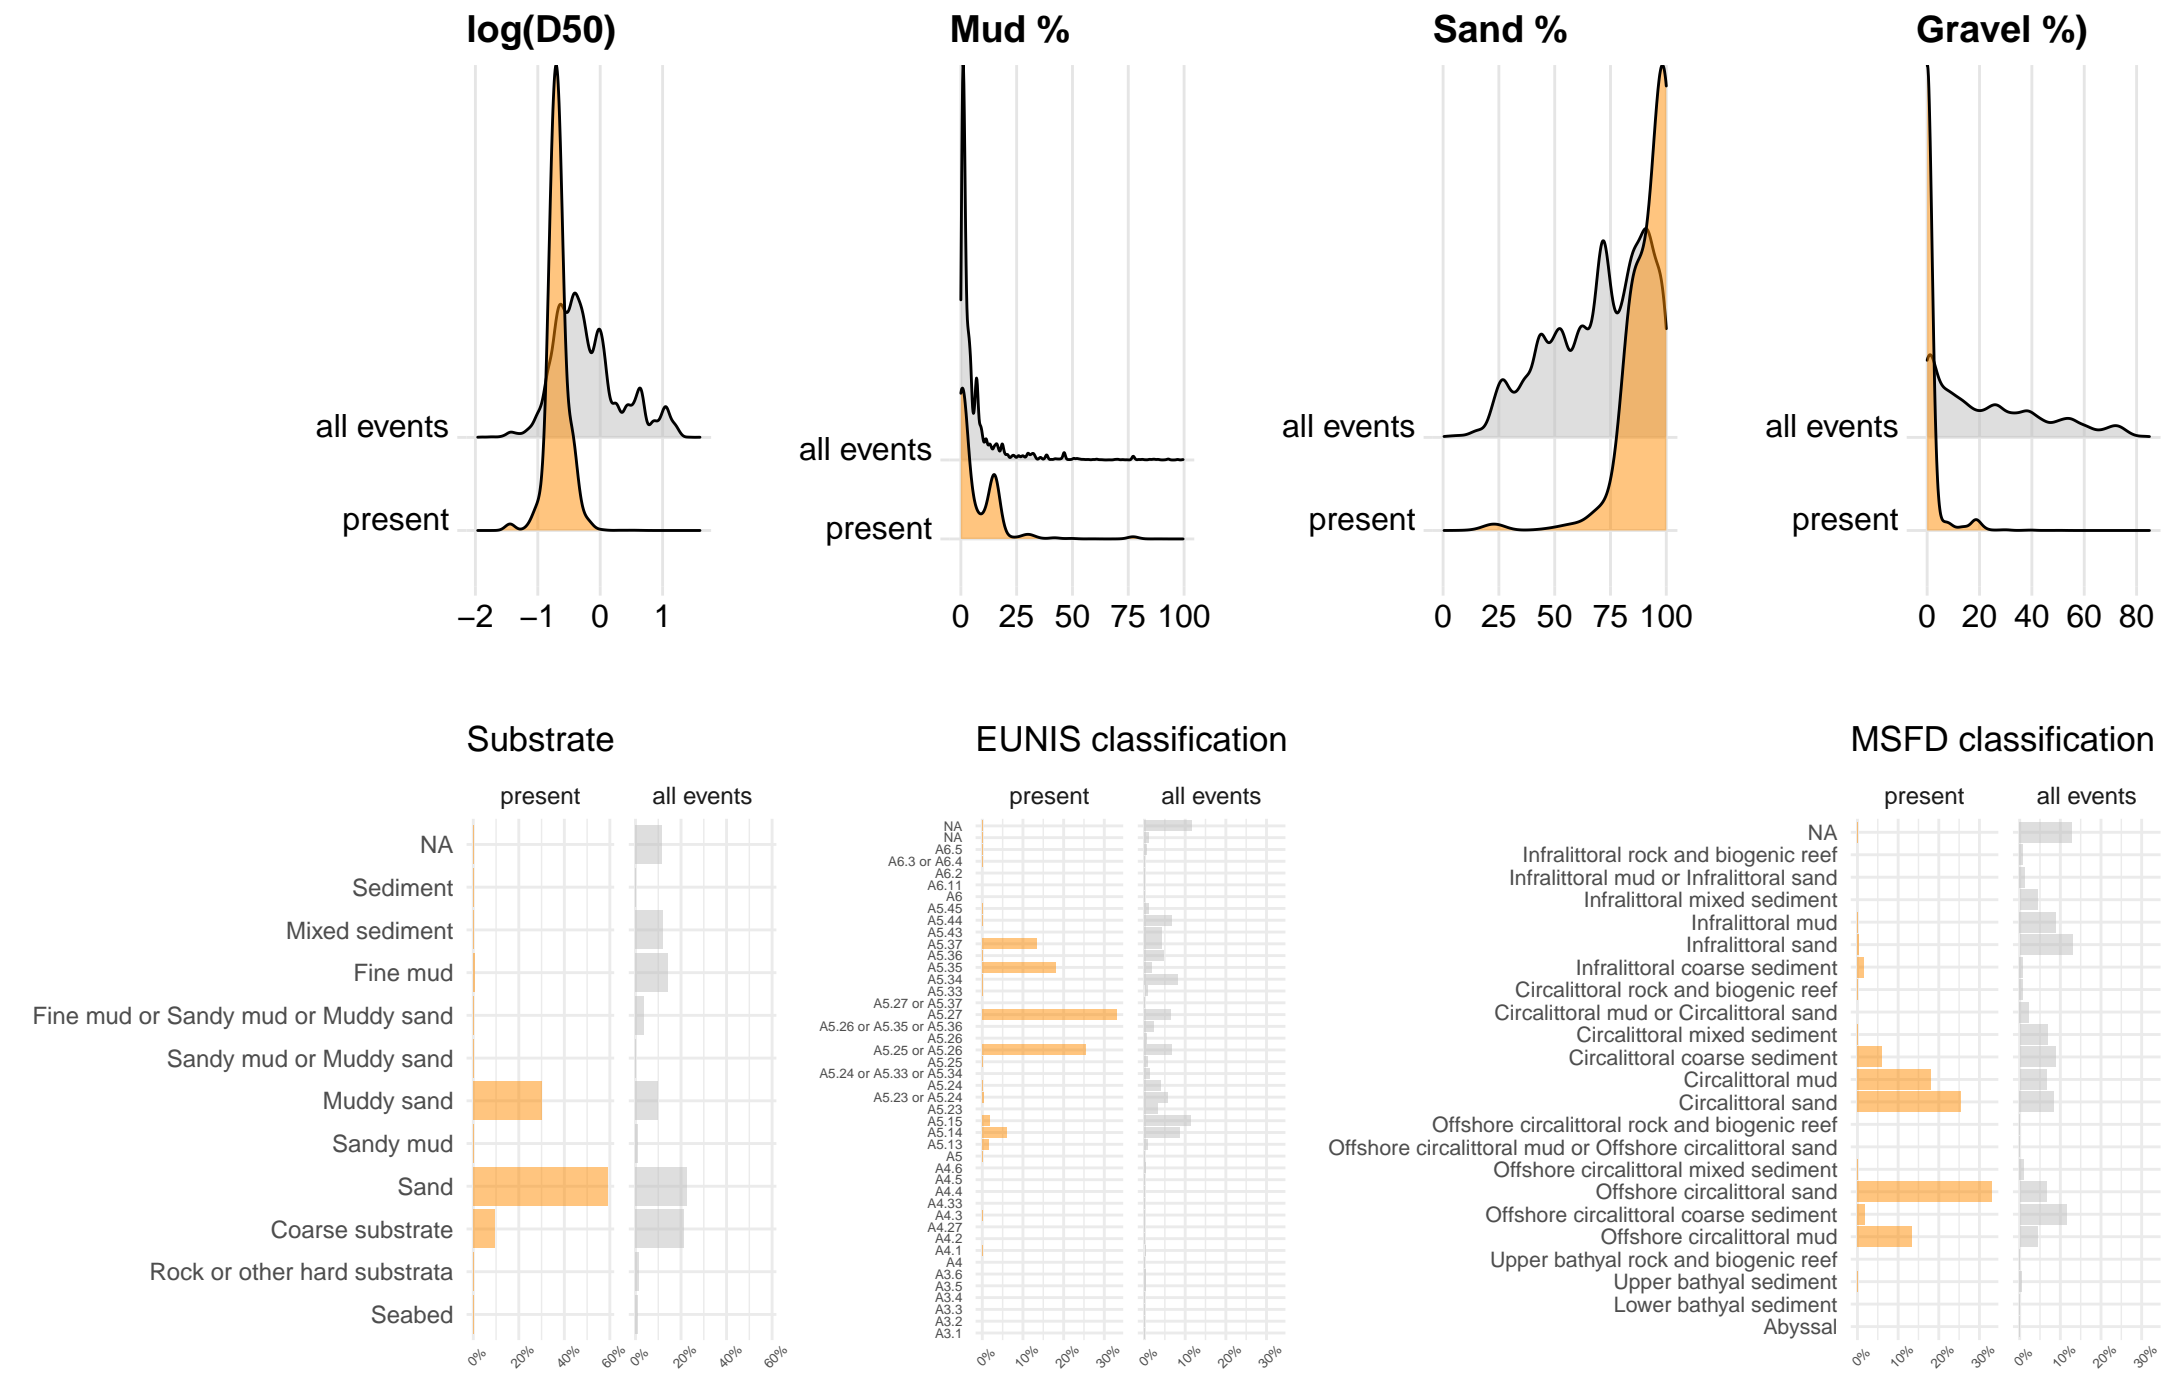 log(D50)
Mud %
Sand %
Gravel %)
all events
present
−2 −1 0 1
all events
present
0 25 50 75 100
all events
present
0 25 50 75 100
all events
present
0 20 40 60 80
Substrate
present all events
NA
Sediment
Mixed sediment
Fine mud
Fine mud or Sandy mud or Muddy sand
Sandy mud or Muddy sand
Muddy sand
Sandy mud
Sand
Coarse substrate
Rock or other hard substrata
Seabed
0% 20% 40% 60% 0% 20% 40% 60%
EUNIS classification
present all events
NA
NA
A6.5
A6.3 or A6.4
A6.2
A6.11
A6
A5.45
A5.44
A5.43
A5.37
A5.36
A5.35
A5.34
A5.33
A5.27 or A5.37
A5.27
A5.26 or A5.35 or A5.36
A5.26
A5.25 or A5.26
A5.25
A5.24 or A5.33 or A5.34
A5.24
A5.23 or A5.24
A5.23
A5.15
A5.14
A5.13
A5
A4.6
A4.5
A4.4
A4.33
A4.3
A4.27
A4.2
A4.1
A4
A3.6
A3.5
A3.4
A3.3
A3.2
A3.1
0% 10% 20% 30% 0% 10% 20% 30%
MSFD classification
present all events
NA
Infralittoral rock and biogenic reef
Infralittoral mud or Infralittoral sand
Infralittoral mixed sediment
Infralittoral mud
Infralittoral sand
Infralittoral coarse sediment
Circalittoral rock and biogenic reef
Circalittoral mud or Circalittoral sand
Circalittoral mixed sediment
Circalittoral coarse sediment
Circalittoral mud
Circalittoral sand
Offshore circalittoral rock and biogenic reef
Offshore circalittoral mud or Offshore circalittoral sand
Offshore circalittoral mixed sediment
Offshore circalittoral sand
Offshore circalittoral coarse sediment
Offshore circalittoral mud
Upper bathyal rock and biogenic reef
Upper bathyal sediment
Lower bathyal sediment
Abyssal
0% 10% 20% 30% 0% 10% 20% 30%